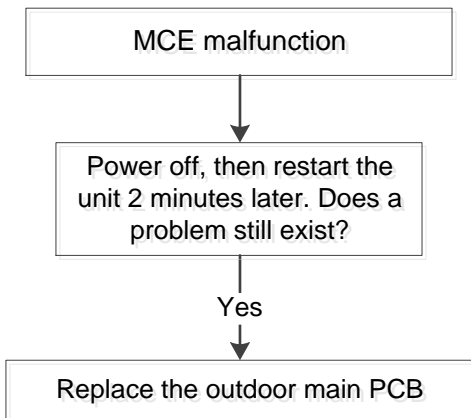 MCE malfunction
Power off, then restart the
unit 2 minutes later. Does a
problem still exist?
Yes
Replace the outdoor main PCB